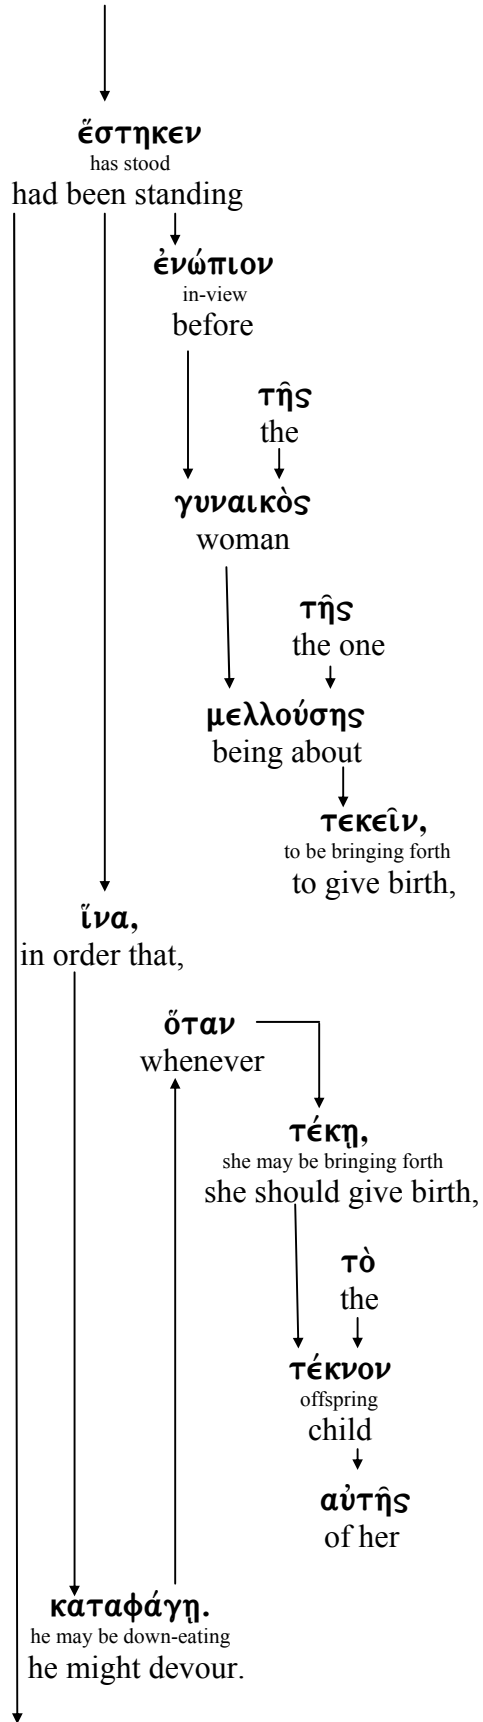 ἕστηκεν
has stood
had been standing
ἐνώπιον
in-view
before
τῆς
the
γυναικὸς
woman
τῆς
the one
μελλούσης
being about
τεκεῖν,
to be bringing forth
to give birth,
ἵνα,
in order that,
ὅταν
whenever
τέκῃ,
she may be bringing forth
she should give birth,
τὸ
the
τέκνον
offspring
child
αὐτῆς
of her
καταφάγῃ.
he may be down-eating
he might devour.